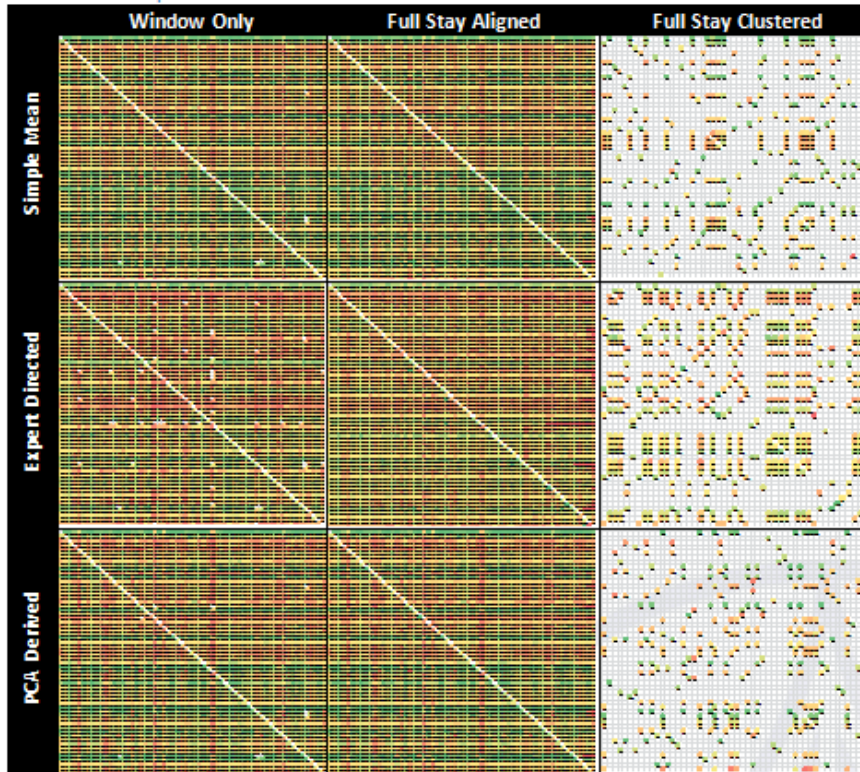 Window Only
Full Stay Aligned
Full Stay Clustered
Simple Mean
Expert Directed
PCA Derived